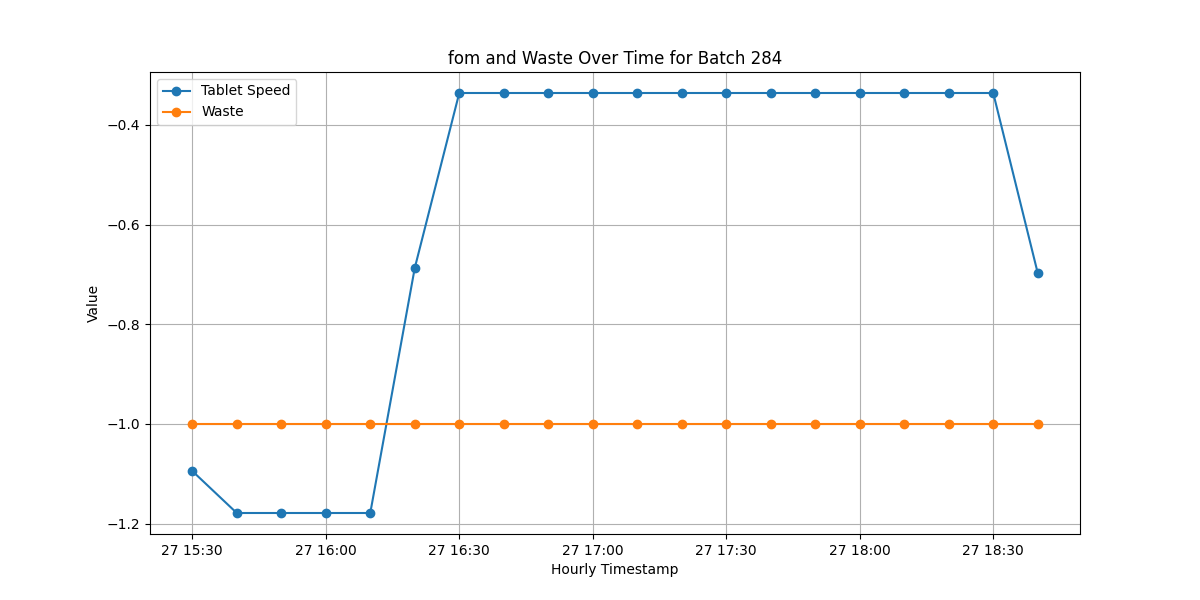 fom and Waste Over Time for Batch 284
Tablet Speed
Waste
−0.4
−0.6
−0.8
−1.0
−1.2
Value
27 15:30
27 16:00
27 16:30
27 17:00
27 17:30
27 18:00
27 18:30
Hourly Timestamp